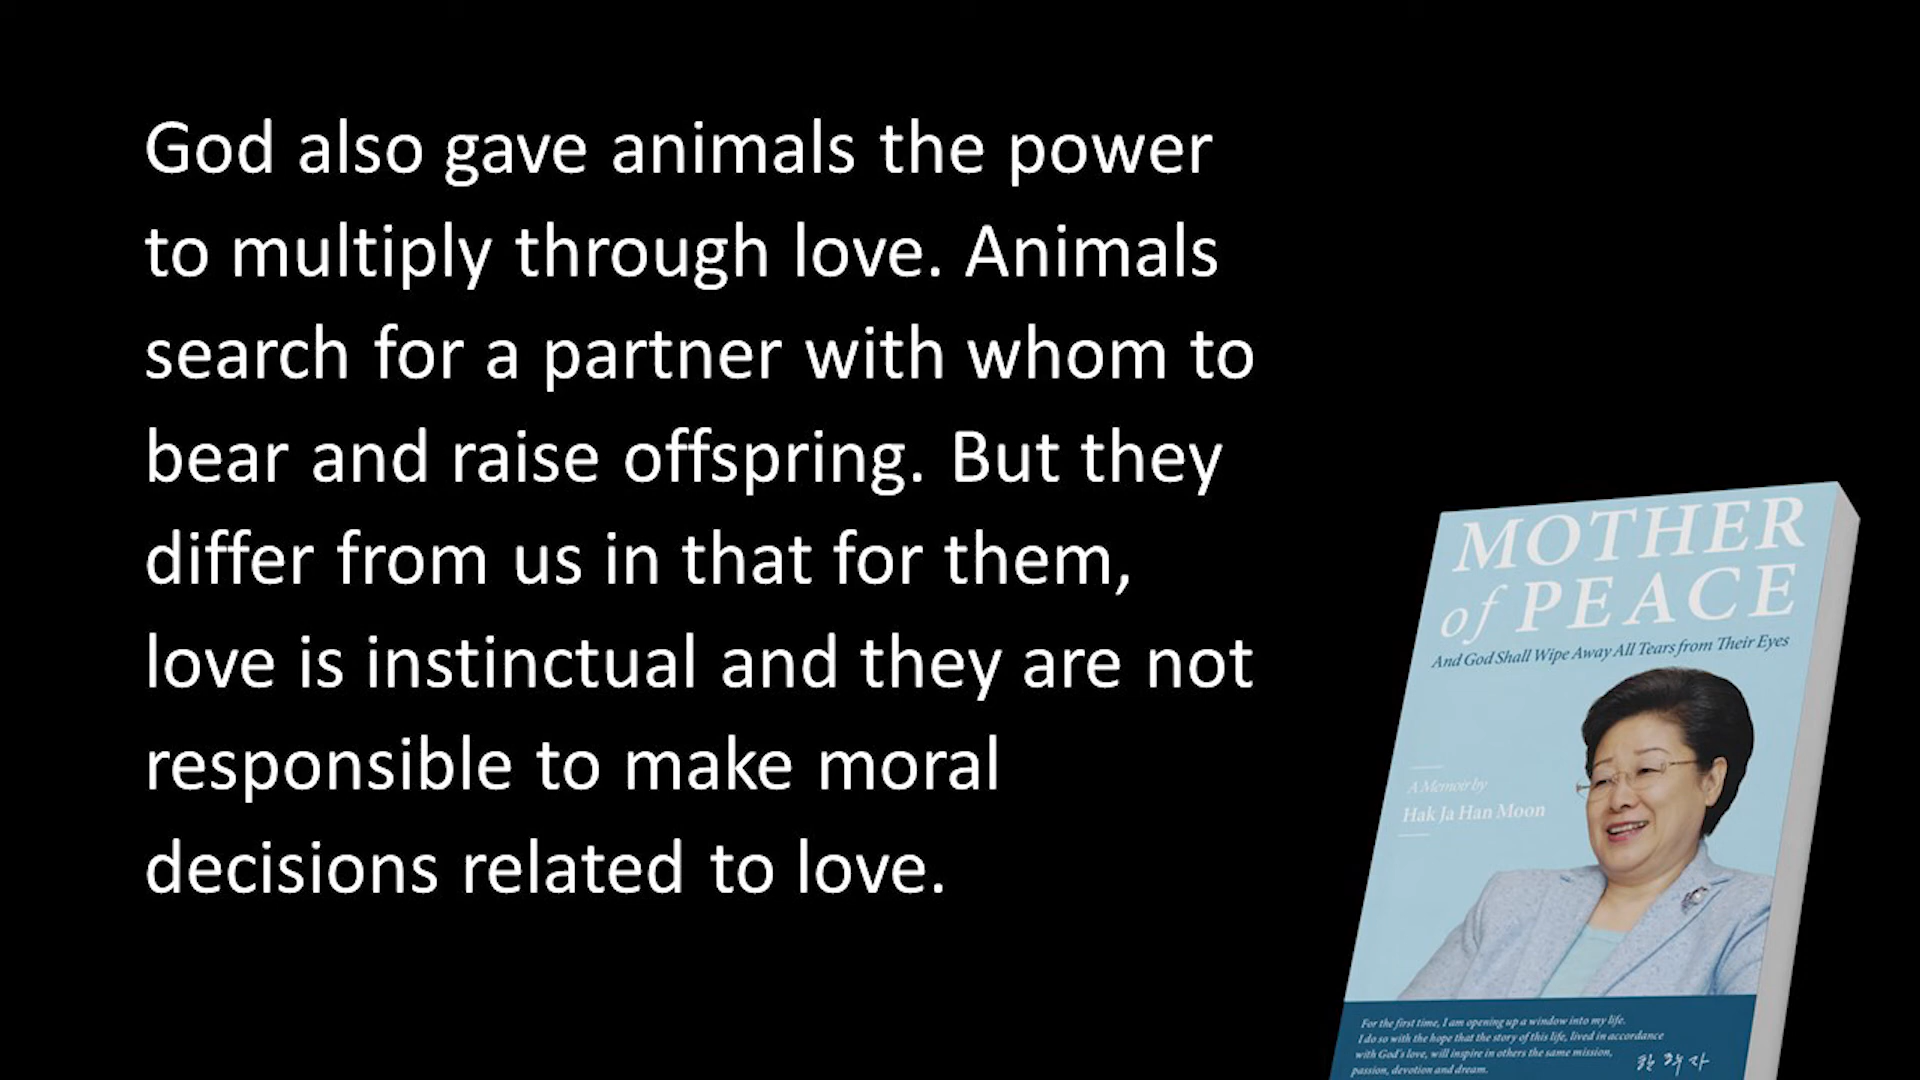 God also gave animals the power
to multiply through love. Animals
search for a partner with whom to
bear and raise offspring. But they
differ from us in that for them,
love is instinctual and they are not
responsible to make moral
decisions related to love.
MOTHER
of PEACE
And God Shall Wipe Away All Tears from Their Eyes
A Memoir by
Hak Ja Han Moon
For the first time, I am opening up a window into my life.
I do so with the hope that the story of this life, lived in accordance
with God's love, will inspire in others the same mission,
passion, devotion and dream.